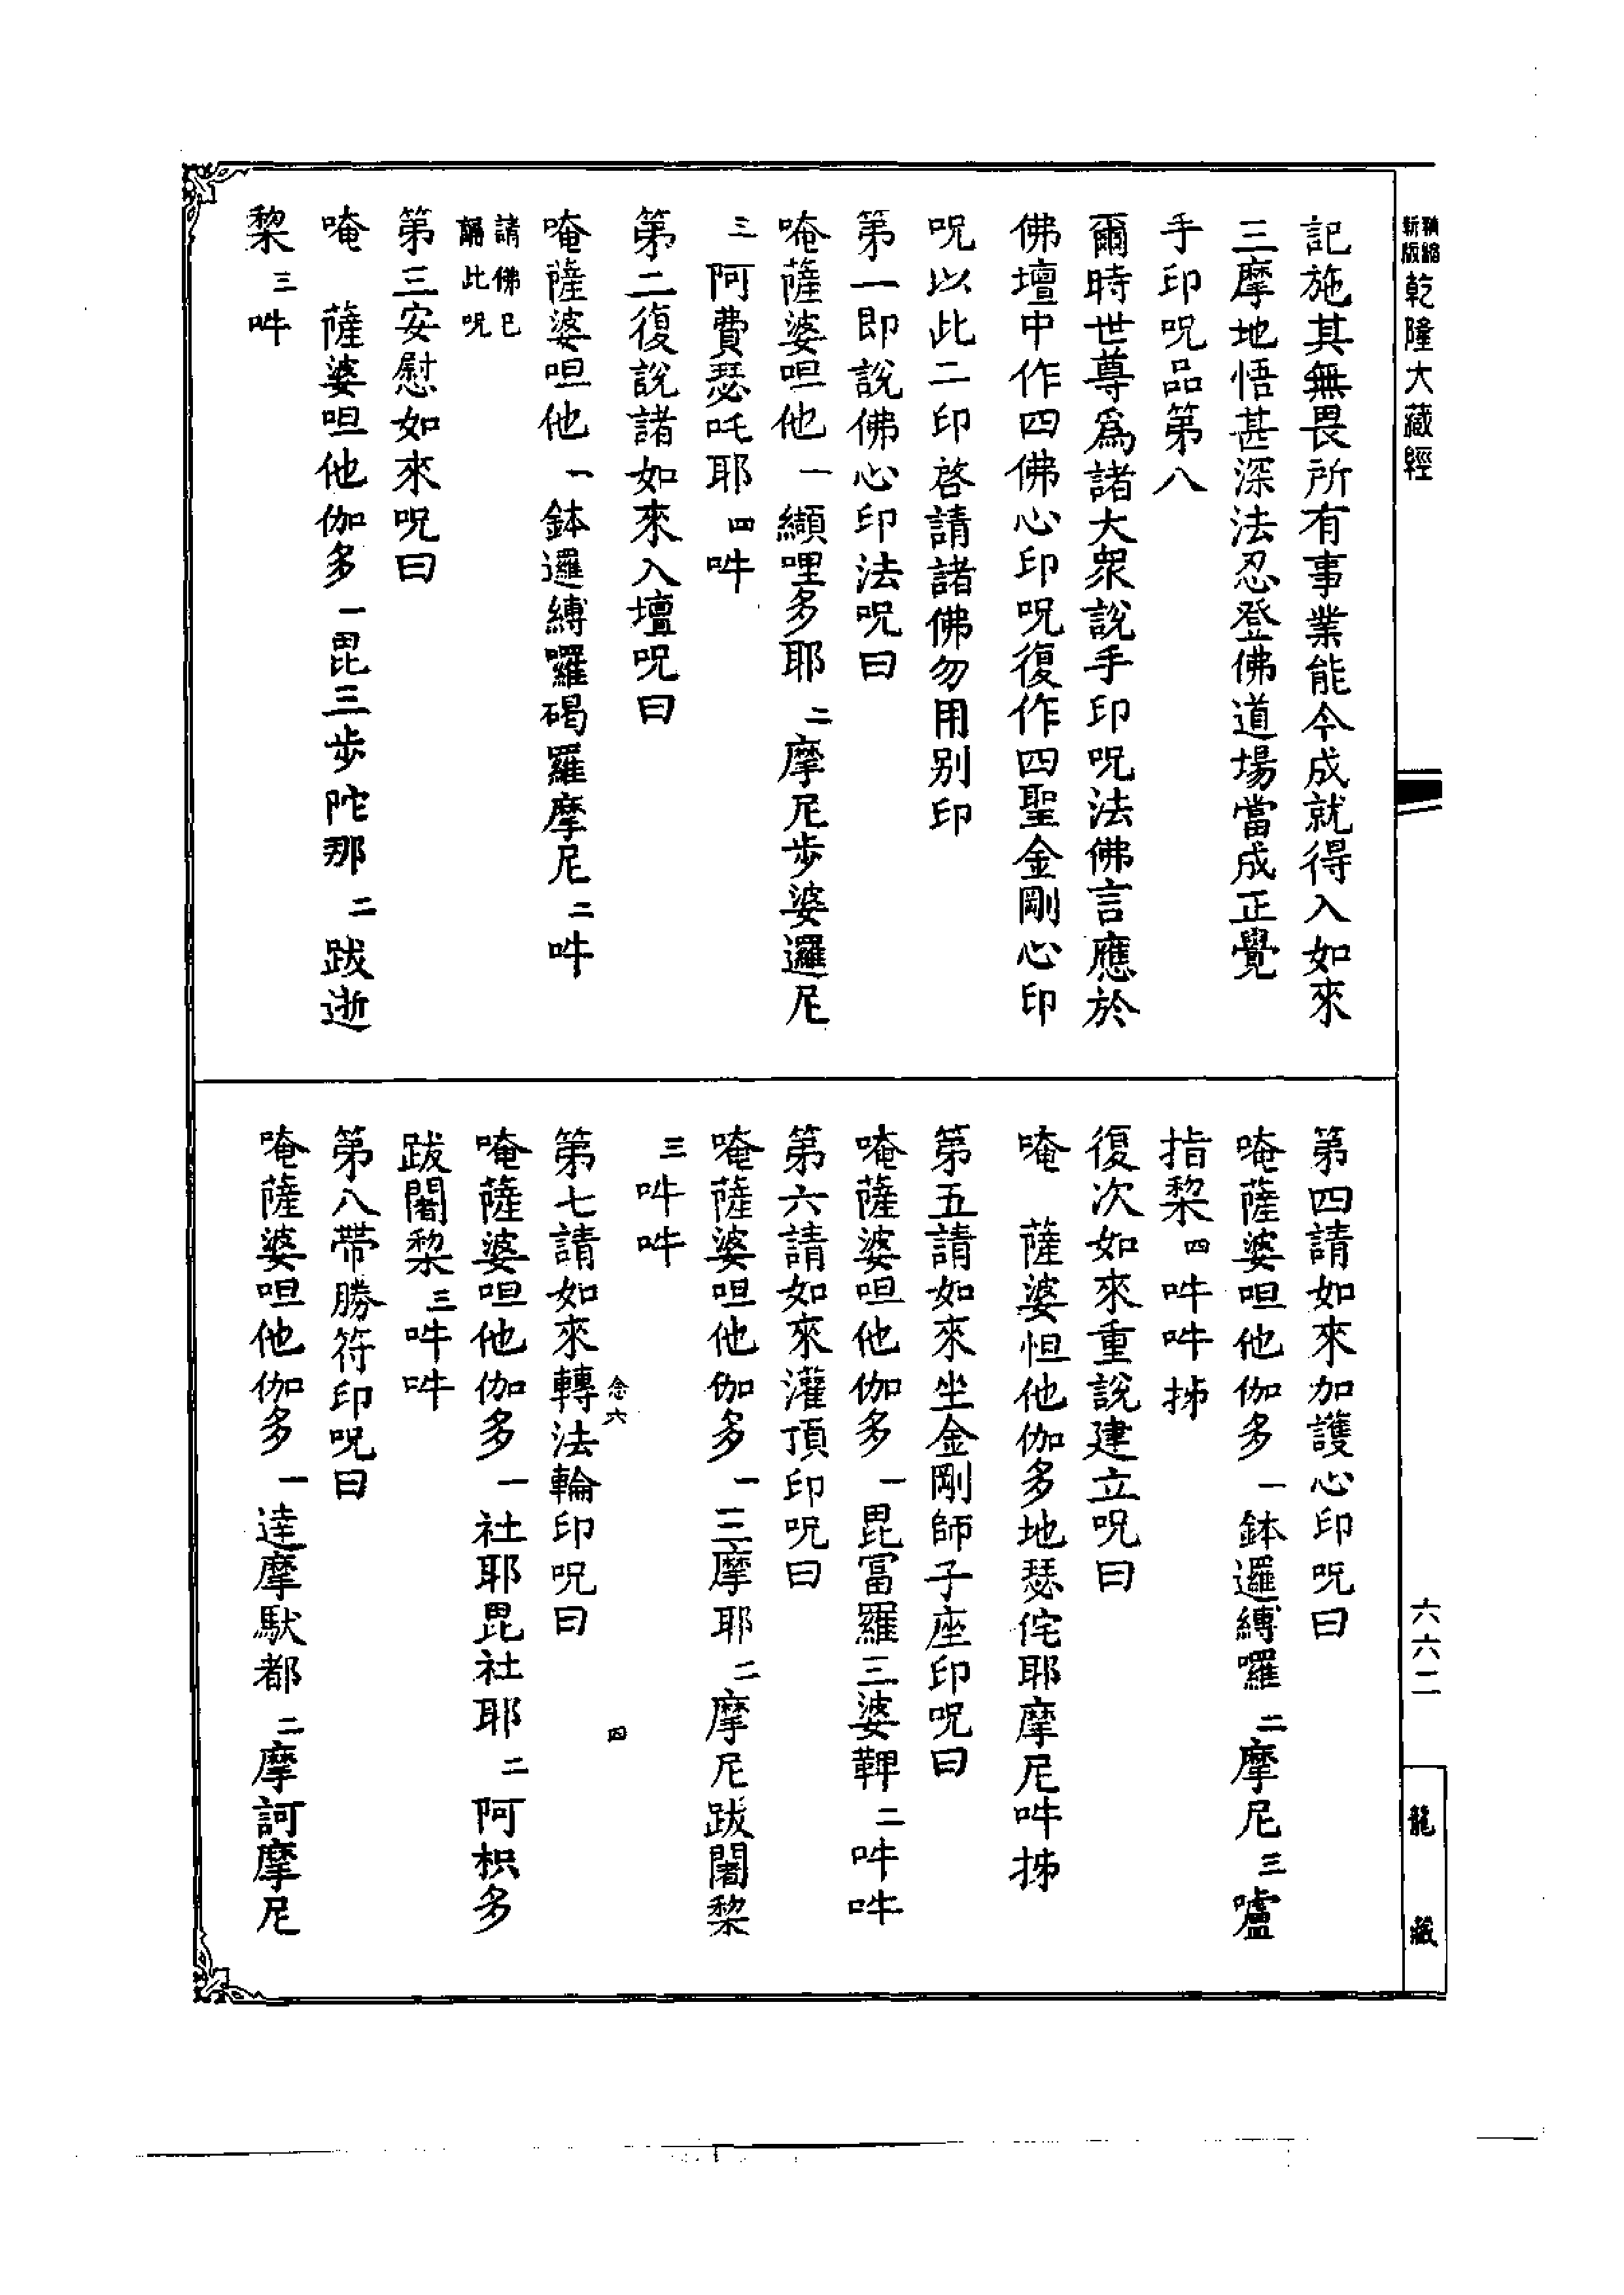 新版精縮乾隆大藏經
記施其無畏所有事業能令成就得入如來
三摩地悟甚深法忍登佛道場當成正覺
手印呪品第八
爾時世尊爲諸大衆說手印呪法佛言應於
佛壇中作四佛心印呪復作四聖金剛心印
呪以此二印啓請諸佛勿用別印
第一即說佛心印法呪曰
唵薩婆呾他一纈哩多耶二摩尼步婆邏尼
三阿費瑟吒耶四吽
第二復說諸如來入壇呪曰
唵薩婆呾他一鉢邏縛囉碣羅摩尼二吽
請佛已
誦此呪
第三安慰如來呪曰
唵　薩婆呾他伽多一毘三步陀那二跋逝
棃三吽
第四請如來加護心印呪曰
唵薩婆呾他伽多一鉢邏縛囉二摩尼三嚧
指棃四吽吽抪
復次如來重說建立呪曰
唵　薩婆怛他伽多地瑟侘耶摩尼吽抪
第五請如來坐金剛師子座印呪曰
唵薩婆呾他伽多一毘富羅三婆鞞二吽吽
第六請如來灌頂印呪曰
唵薩婆呾他伽多一三摩耶二摩尼跋闍棃
三吽吽
念六　四
第七請如來轉法輪印呪曰
唵薩婆呾他伽多一社耶毘社耶二阿枳多
跋闍棃三吽吽
第八帶勝符印呪曰
唵薩婆呾他伽多一達摩馱都二摩訶摩尼
六六二
龍藏